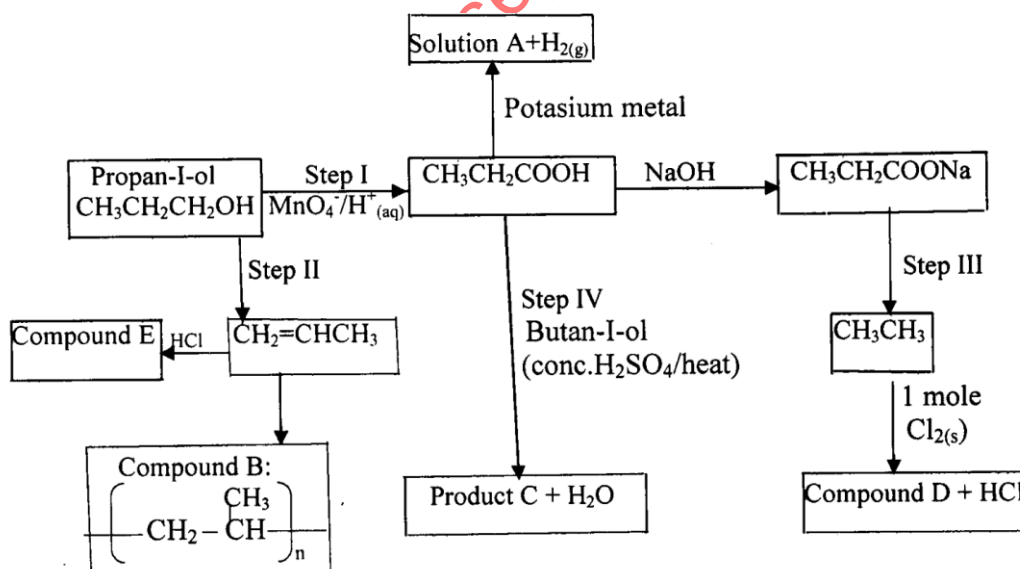 Solution A+H2(g)
Potasium metal
Propan-I-ol
CH3CH2CH2OH
Step I
MnO4-/H+(aq)
CH3CH2COOH
NaOH
CH3CH2COONa
Step II
Step III
Compound E
HCl
CH2=CHCH3
Step IV
Butan-I-ol
(conc.H2SO4/heat)
CH3CH3
1 mole
Cl2(s)
Compound B:
CH3
CH2 – CH
n
Product C + H2O
Compound D + HCl